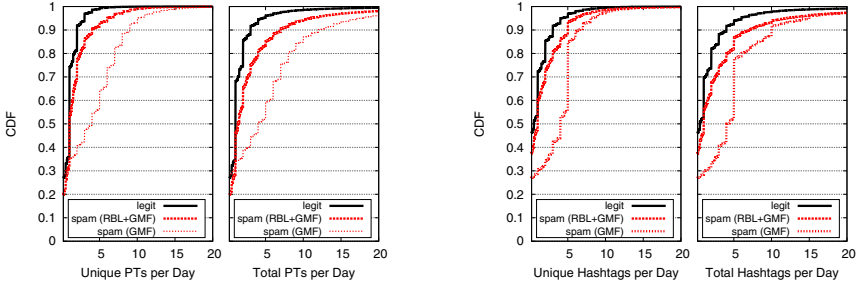 CDF
1
0.9
0.8
0.7
0.6
0.5
0.4
0.3
0.2
0.1
0
legit
spam (RBL+GMF)
spam (GMF)
5 10 15 20
Unique PTs per Day
legit
spam (RBL+GMF)
spam (GMF)
5 10 15 20
Total PTs per Day
CDF
1
0.9
0.8
0.7
0.6
0.5
0.4
0.3
0.2
0.1
0
legit
spam (RBL+GMF)
spam (GMF)
5 10 15 20
Unique Hashtags per Day
legit
spam (RBL+GMF)
spam (GMF)
5 10 15 20
Total Hashtags per Day